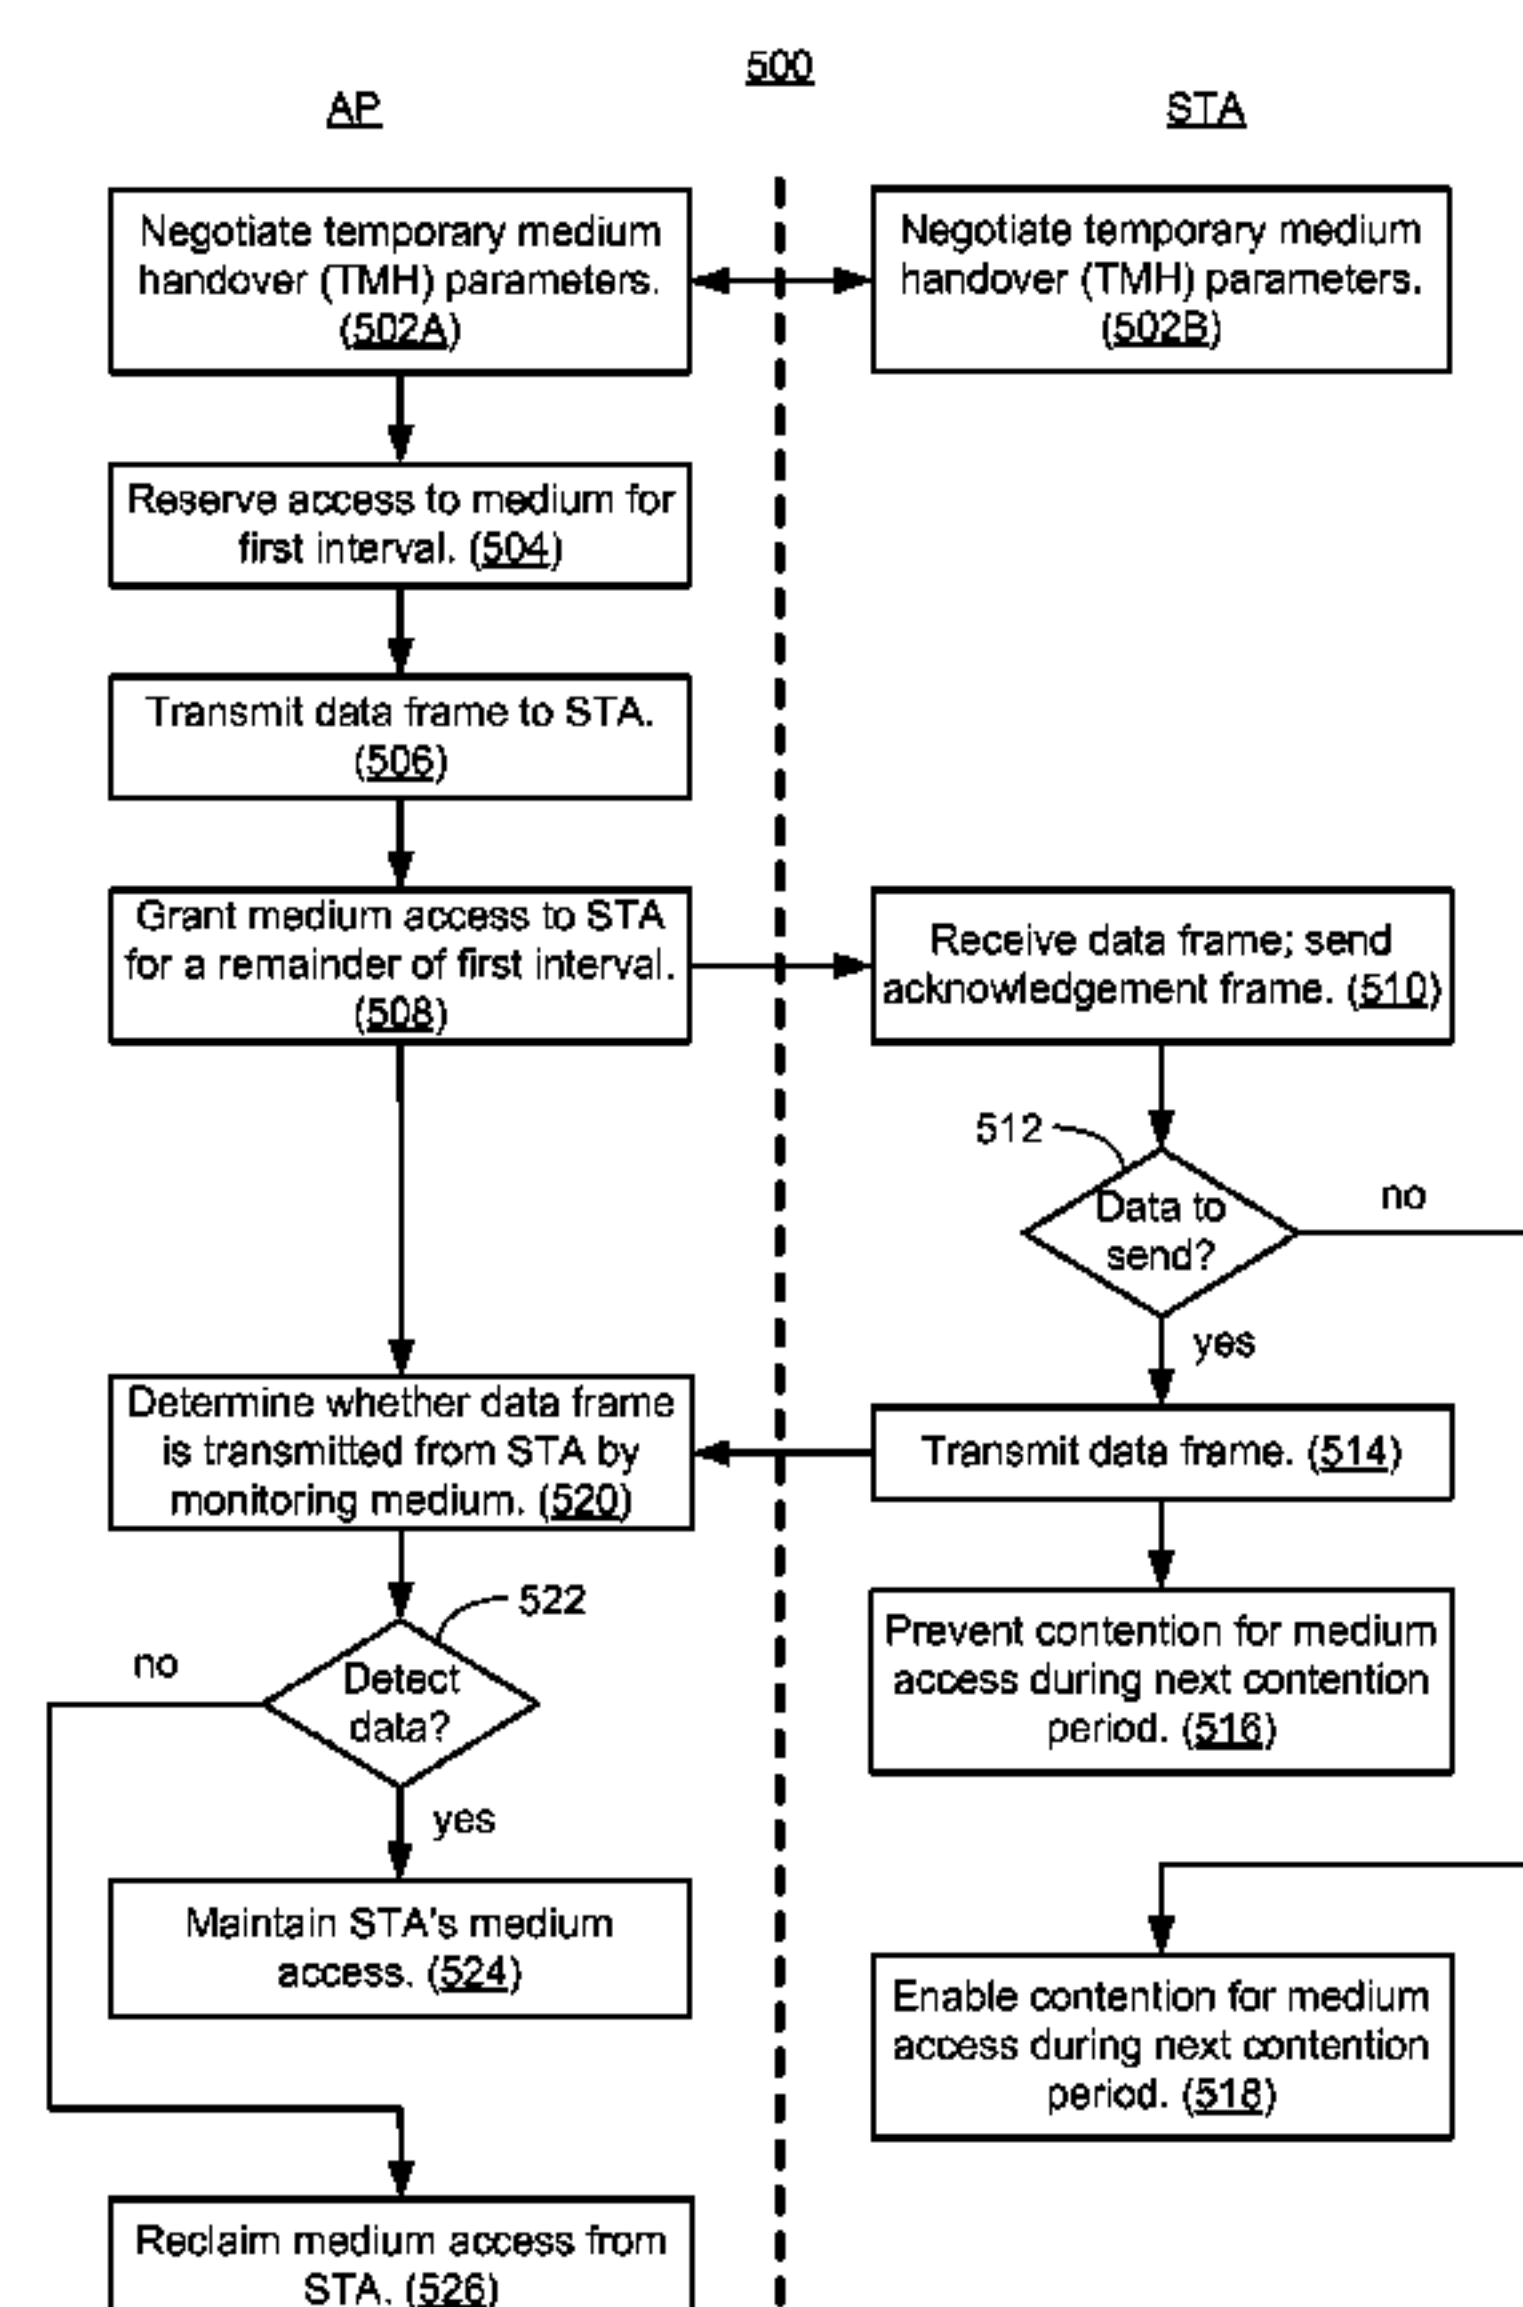 500
AP
STA
Negotiate temporary medium
handover (TMH) parameters.
(502A)
Negotiate temporary medium
handover (TMH) parameters.
(502B)
Reserve access to medium for
first interval. (504)
Transmit data frame to STA.
(506)
Grant medium access to STA
for a remainder of first interval.
(508)
Receive data frame; send
acknowledgement frame. (510)
512
Data to
send?
no
yes
Determine whether data frame
is transmitted from STA by
monitoring medium. (520)
Transmit data frame. (514)
522
Detect
data?
no
yes
Prevent contention for medium
access during next contention
period. (516)
Maintain STA's medium
access. (524)
Enable contention for medium
access during next contention
period. (518)
Reclaim medium access from
STA. (526)